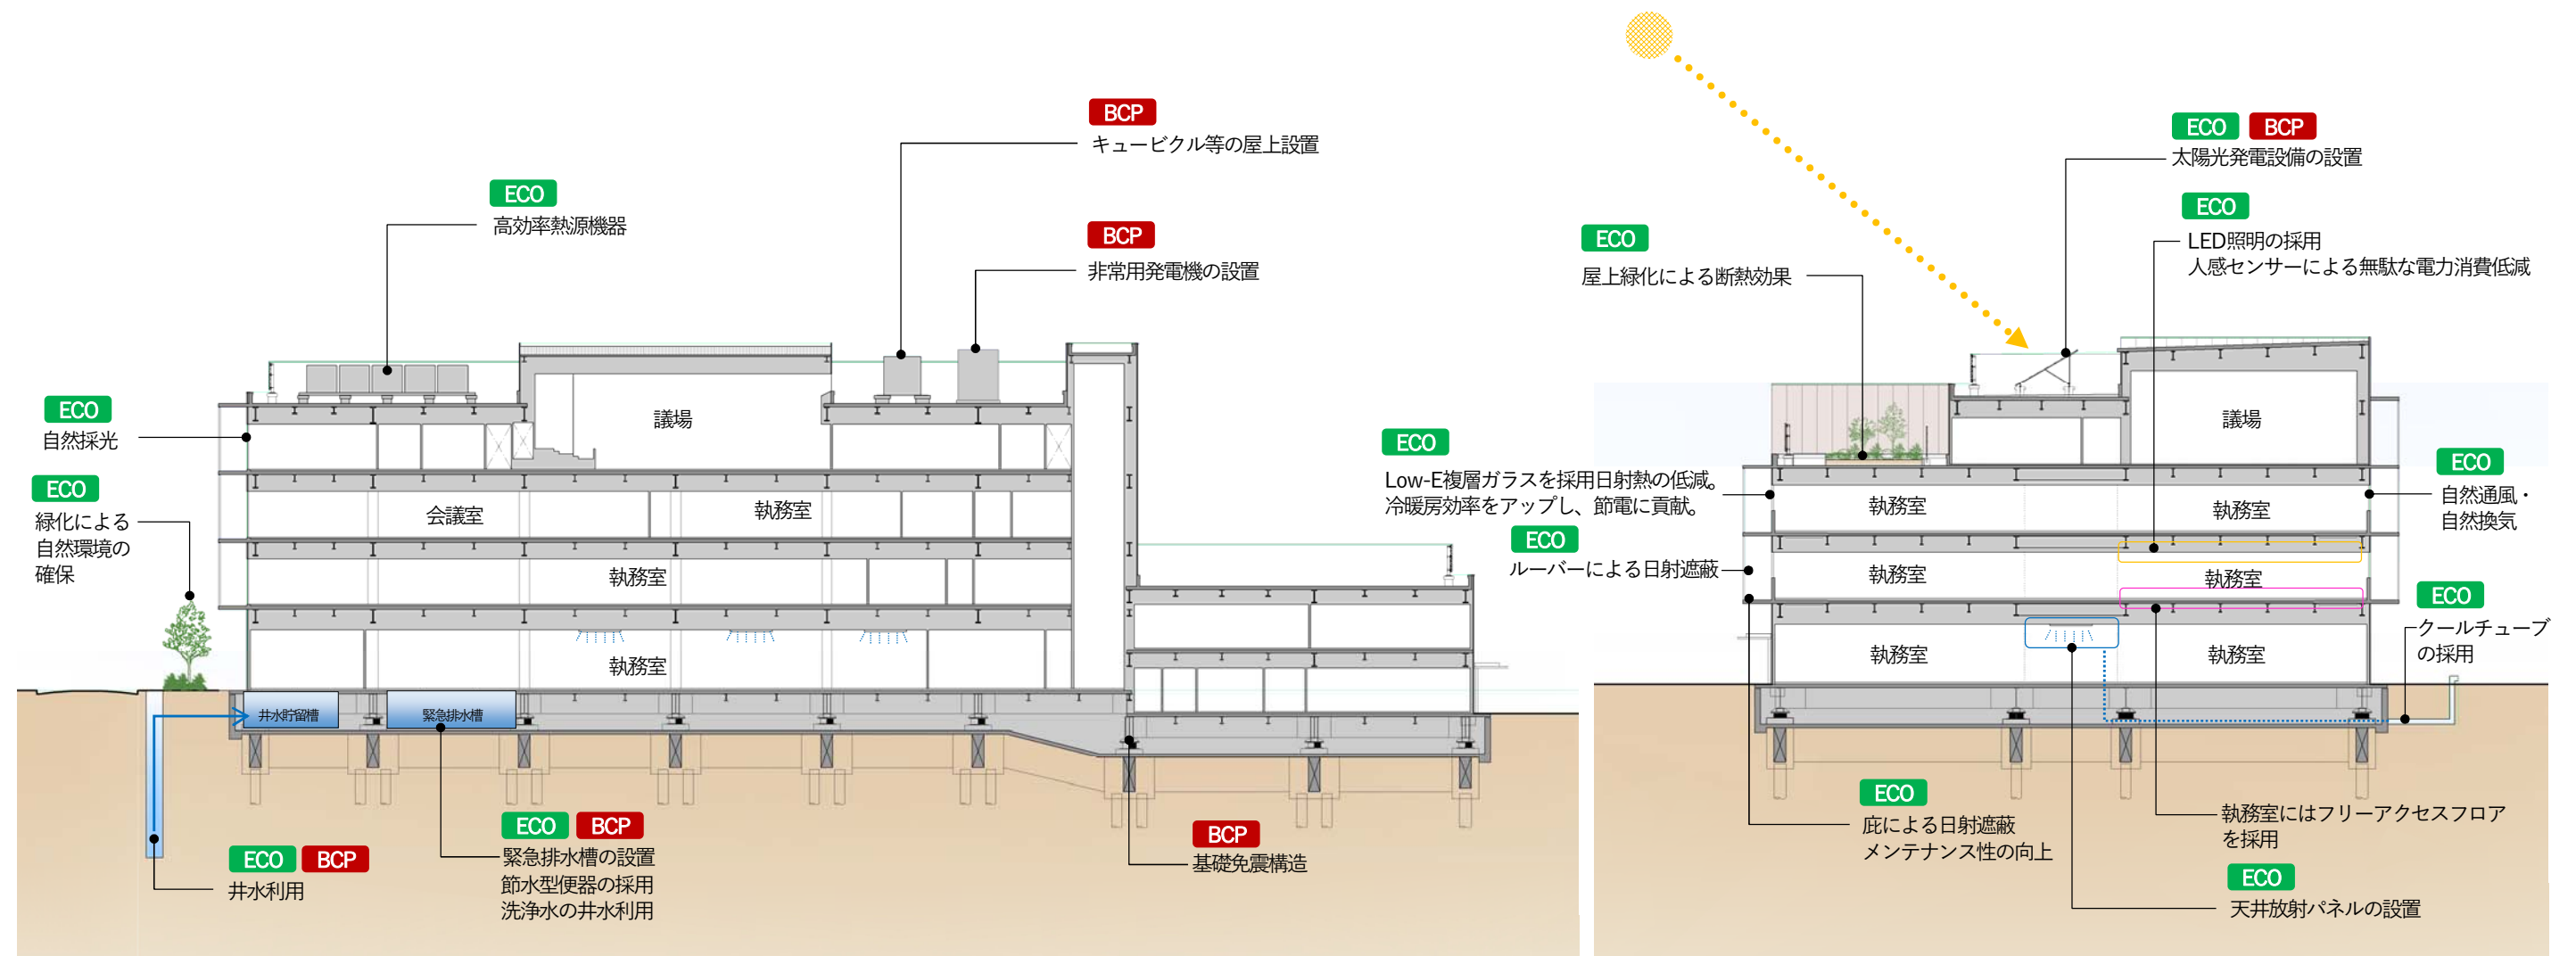 BCP
キュービクル等の屋上設置
ECO
高効率熱源機器
BCP
非常用発電機の設置
議場
ECO
自然採光
ECO
緑化による
自然環境の
確保
会議室
執務室
執務室
執務室
井水貯留槽
緊急排水槽
ECO BCP
井水利用
ECO BCP
緊急排水槽の設置
節水型便器の採用
洗浄水の井水利用
BCP
基礎免震構造
ECO BCP
太陽光発電設備の設置
ECO
LED照明の採用
人感センサーによる無駄な電力消費低減
ECO
屋上緑化による断熱効果
議場
ECO
Low-E複層ガラスを採用日射熱の低減。
冷暖房効率をアップし、節電に貢献。
ECO
ルーバーによる日射遮蔽
ECO
自然通風・
自然換気
執務室
執務室
執務室
執務室
執務室
執務室
ECO
クールチューブ
の採用
ECO
庇による日射遮蔽
メンテナンス性の向上
執務室にはフリーアクセスフロア
を採用
ECO
天井放射パネルの設置